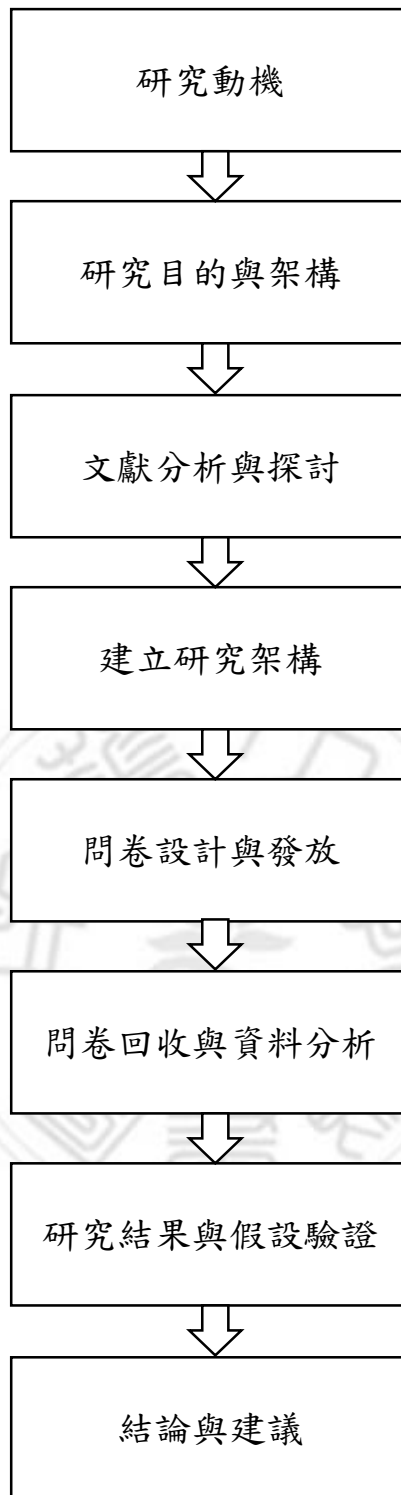 研究動機
研究目的與架構
文獻分析與探討
建立研究架構
問卷設計與發放
問卷回收與資料分析
研究結果與假設驗證
結論與建議